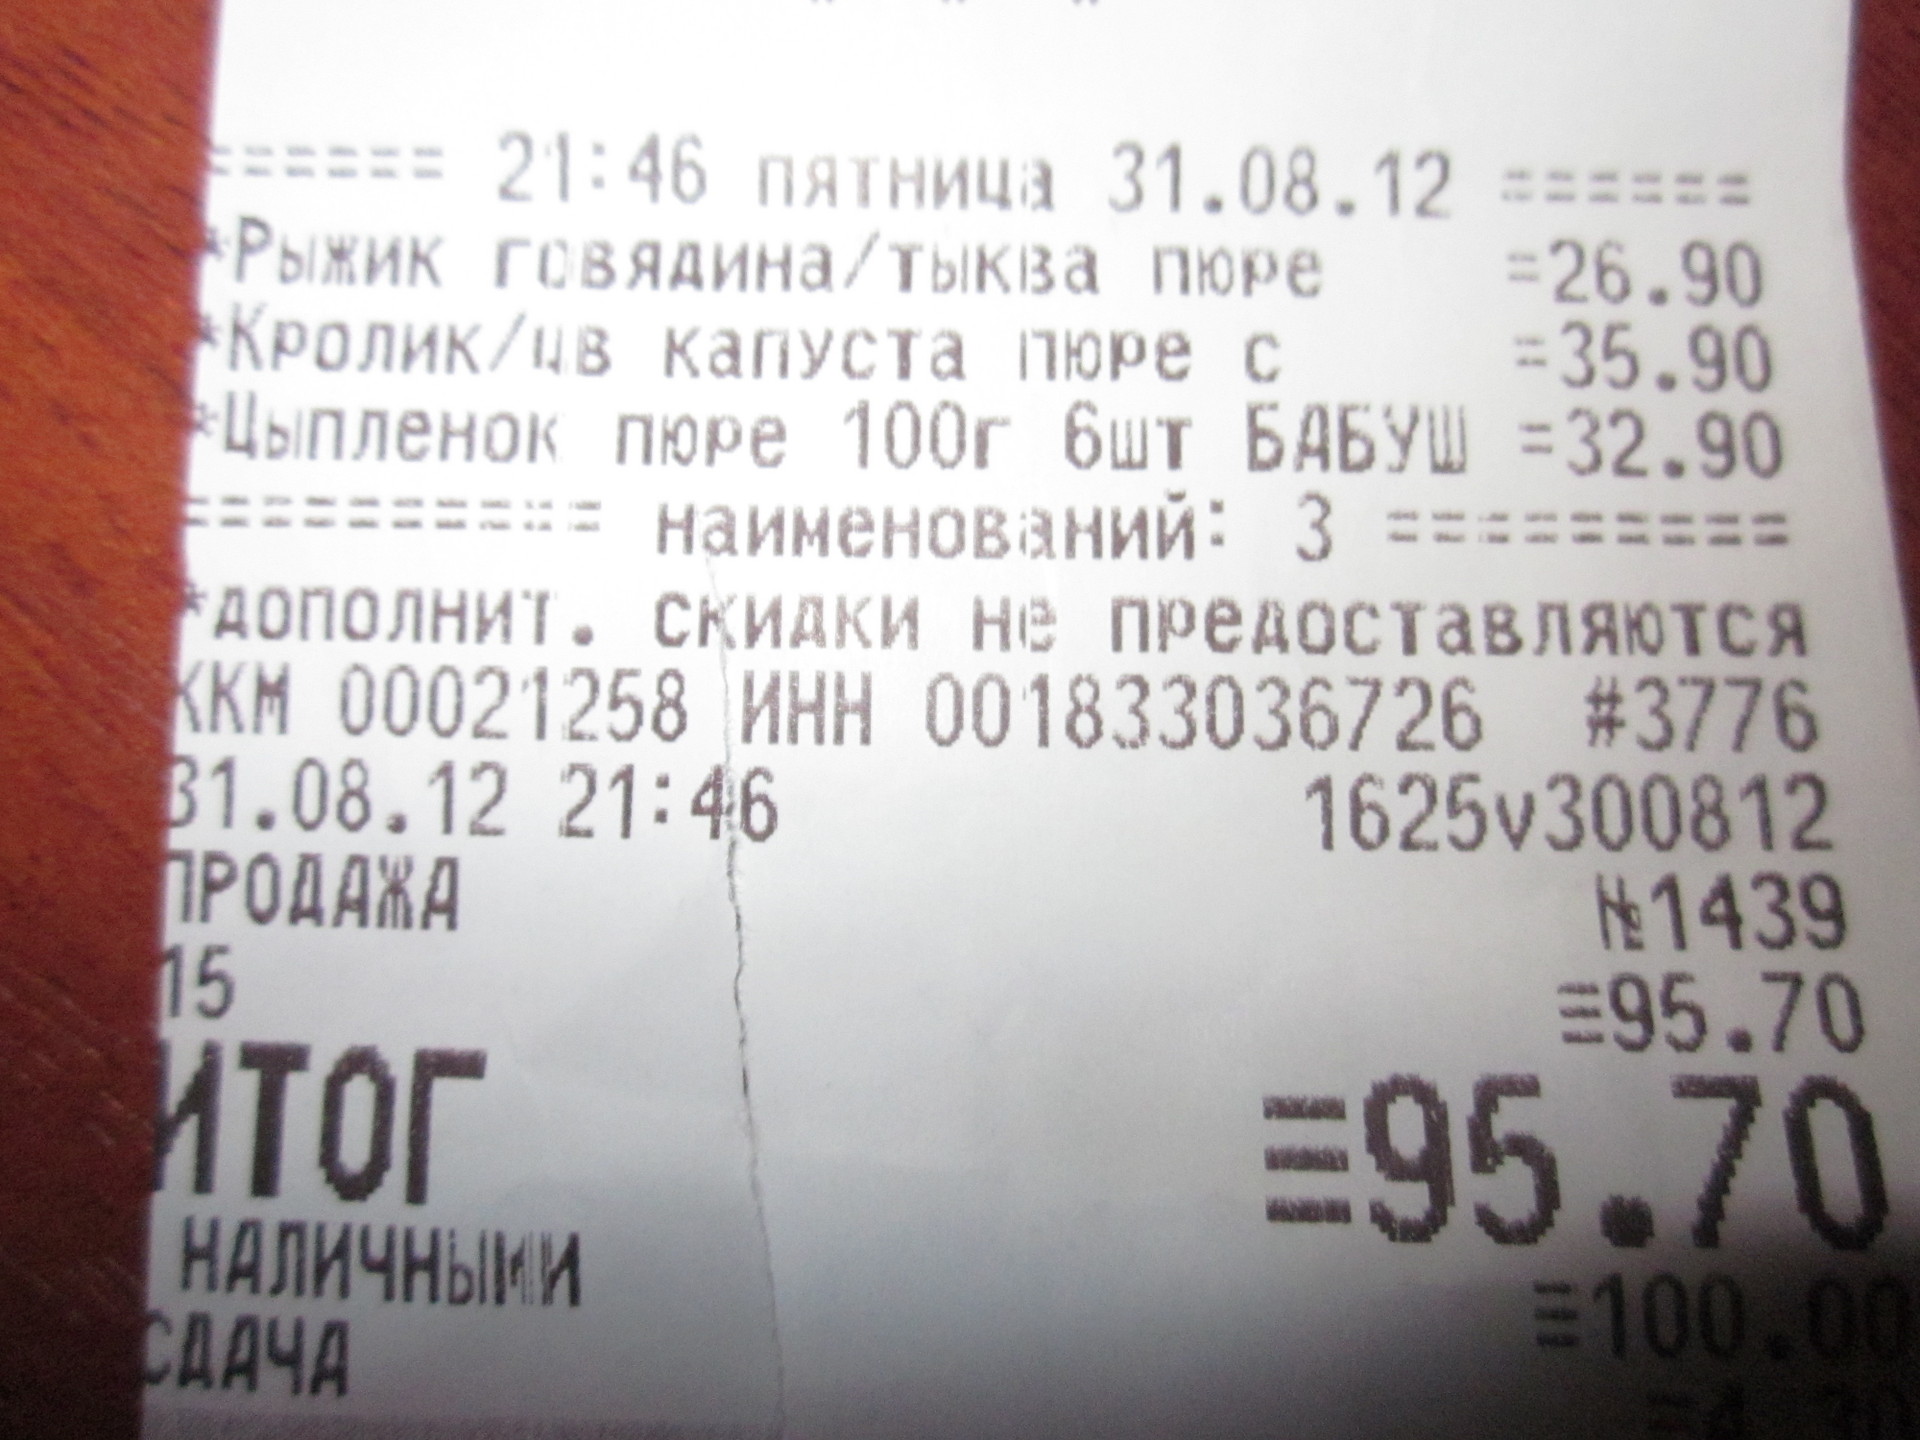 ====== 21:46 пятница 31.08.12 ======
*Рыжик говядина/тыква пюре =26.90
*Кролик/цв капуста пюре с =35.90
*Цыпленок пюре 100г 6шт БАБУШ =32.90
========= наименований: 3 =========
*дополнит. скидки не предоставляются
ККМ 00021258 ИНН 001833036726 #3776
31.08.12 21:46 1625v300812
ПРОДАЖА №1439
15 ≡95.70
ИТОГ ≡95.70
НАЛИЧНЫМИ ≡100.00
СДАЧА ≡4.30